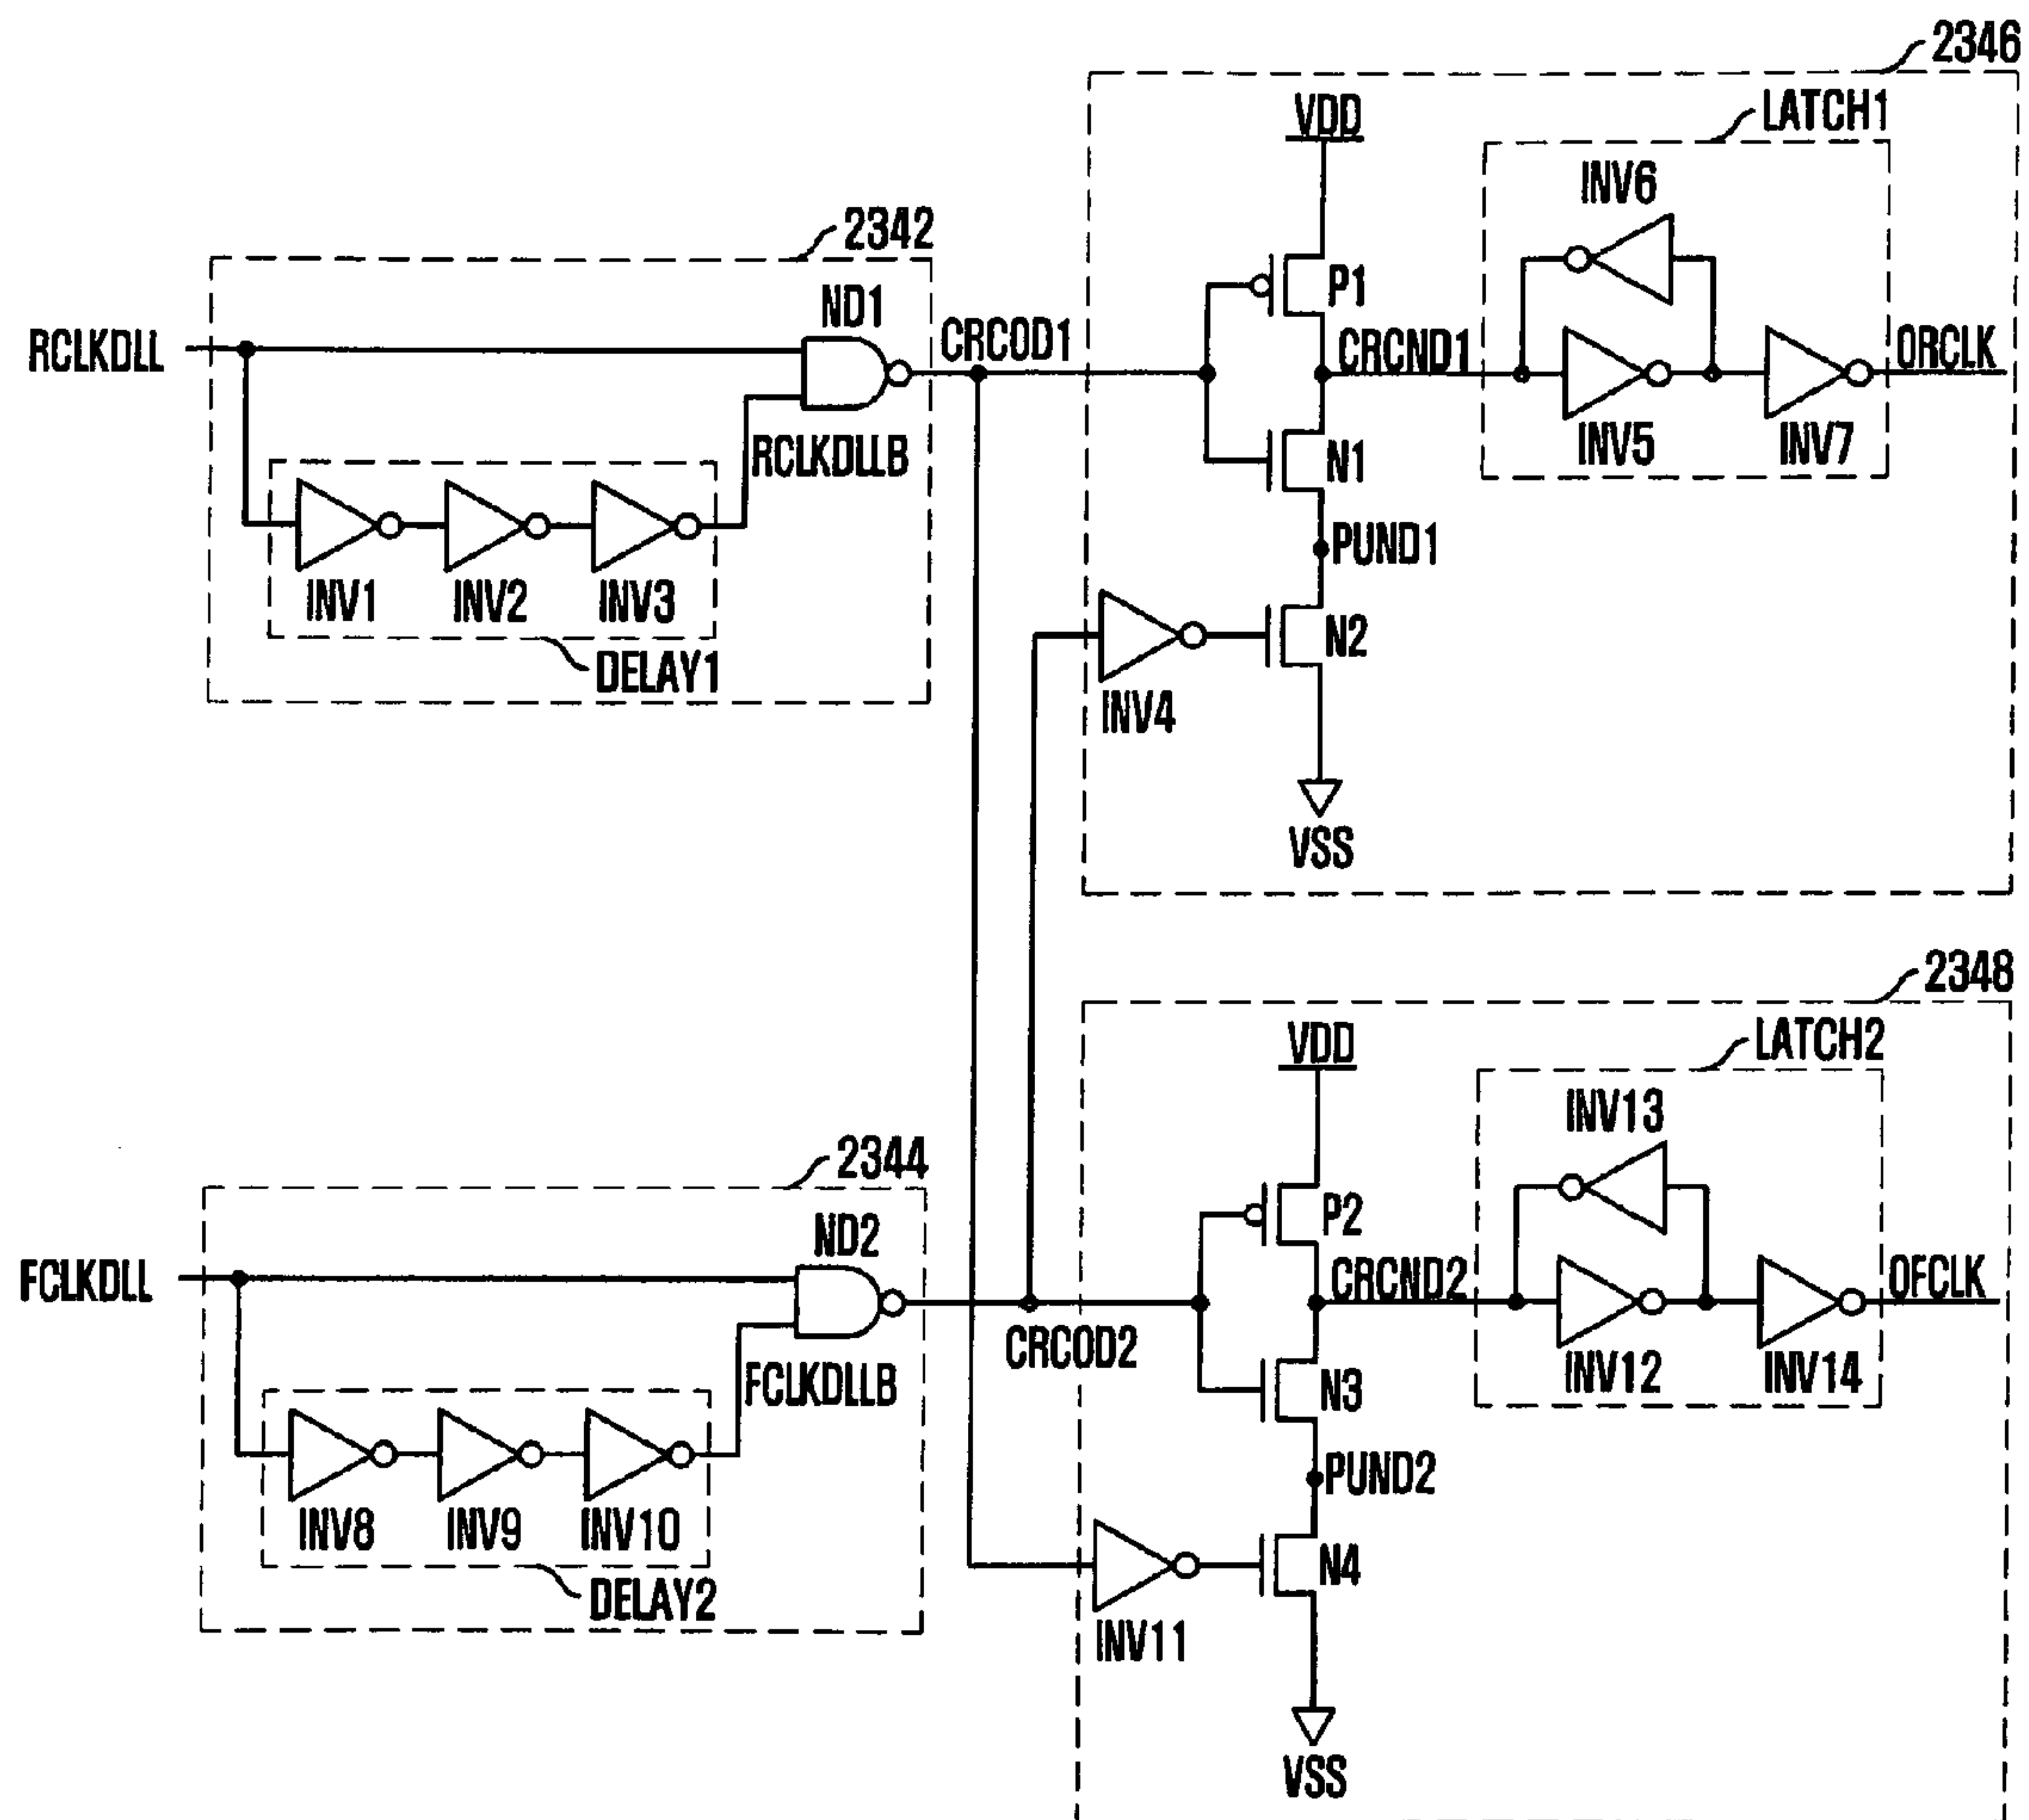 2346
VDD
LATCH1
INV6
2342
ND1
P1
RCLKDLL
CRCOD1
CRCND1
ORCLK
RCLKDLLB
N1
INV5
INV7
PUND1
INV1
INV2
INV3
N2
DELAY1
INV4
VSS
2348
VDD
LATCH2
INV13
2344
ND2
P2
FCLKDLL
CRCND2
OFCLK
CRCOD2
FCLKDLLB
N3
INV12
INV14
PUND2
INV8
INV9
INV10
N4
DELAY2
INV11
VSS